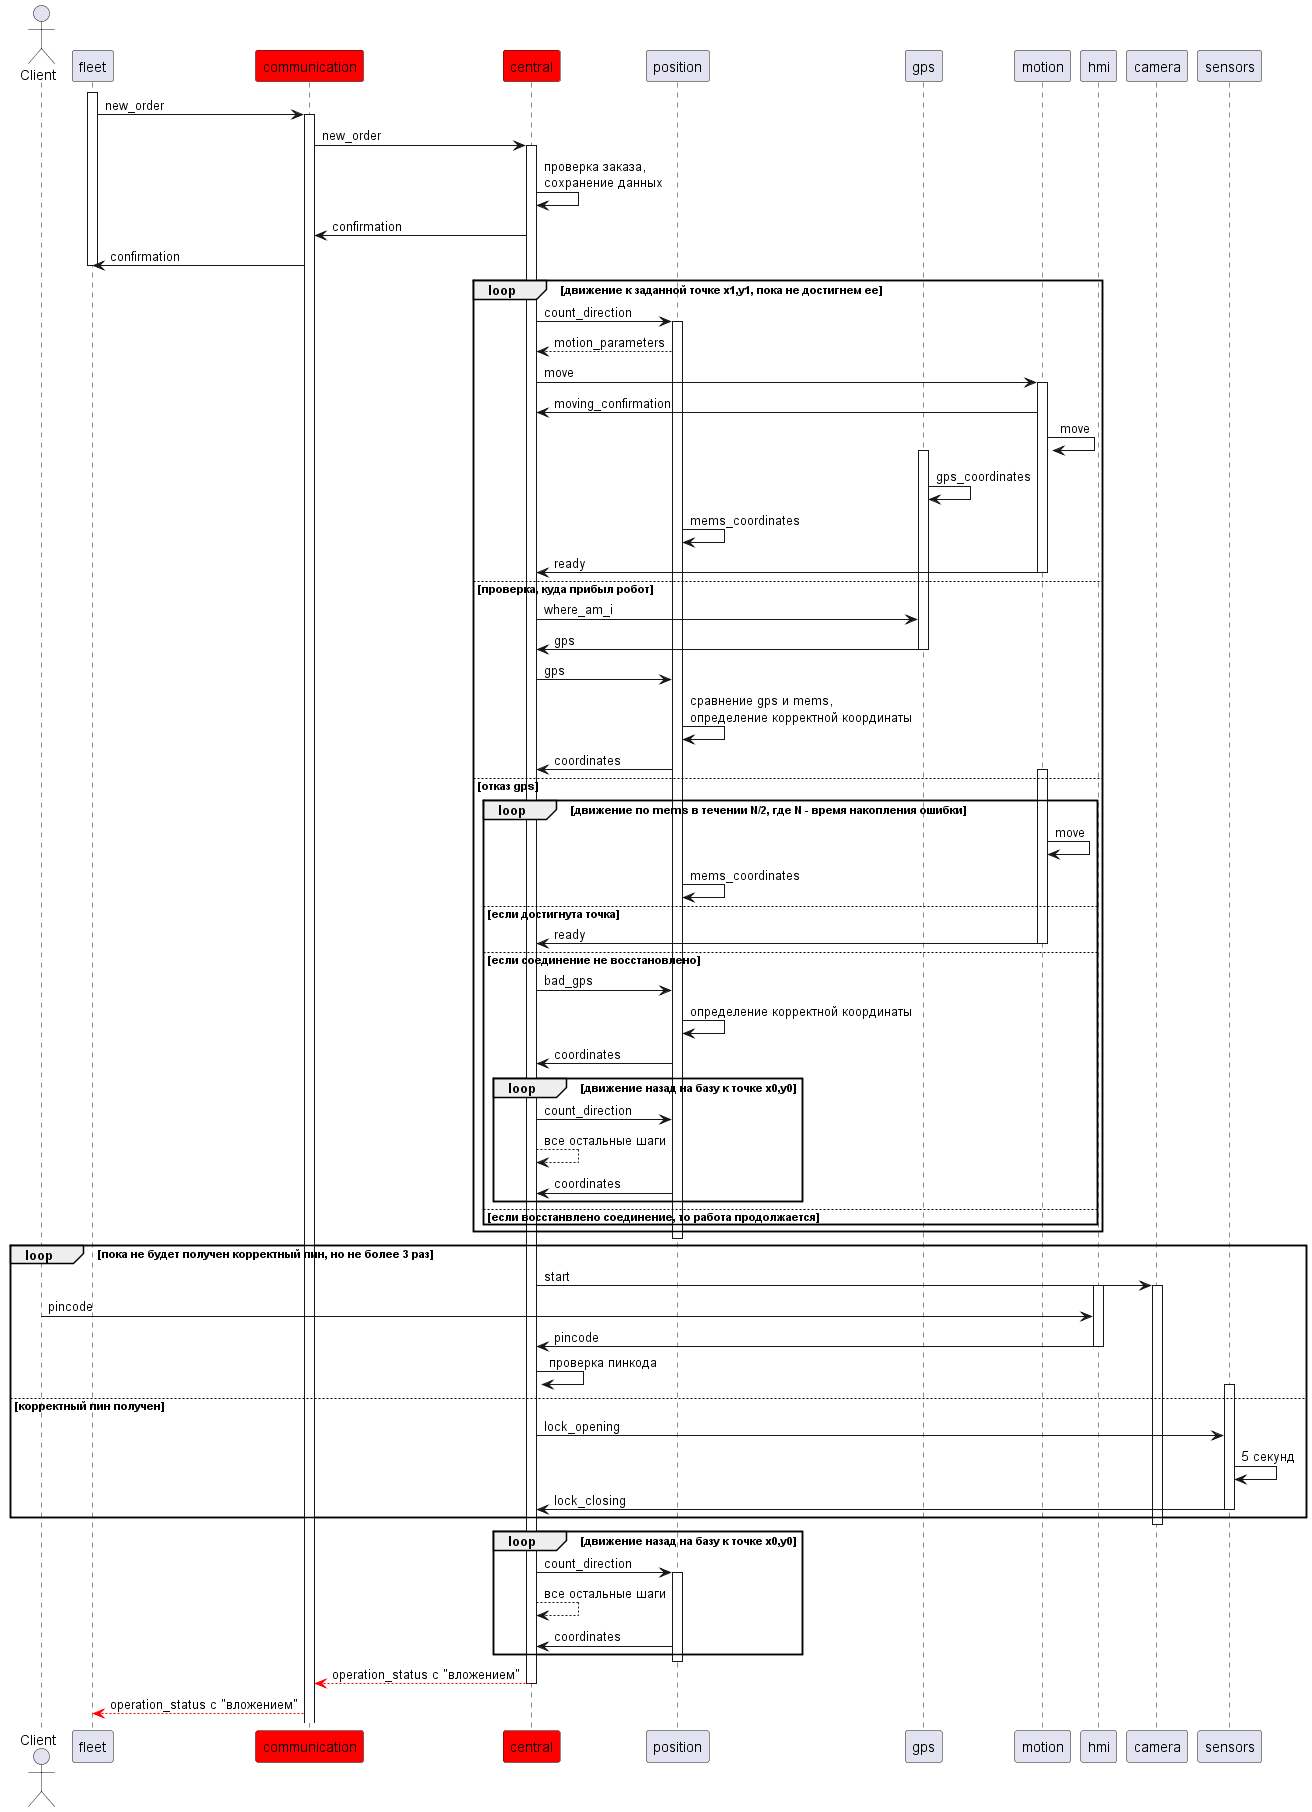 Client
fleet
communication
central
position
gps
motion
hmi
camera
sensors
new_order
new_order
проверка заказа,
сохранение данных
confirmation
confirmation
loop
[движение к заданной точке x1,y1, пока не достигнем ее]
count_direction
motion_parameters
move
moving_confirmation
move
gps_coordinates
mems_coordinates
ready
[проверка, куда прибыл робот]
where_am_i
gps
gps
сравнение gps и mems,
определение корректной координаты
coordinates
[отказ gps]
loop
[движение по mems в течении N/2, где N - время накопления ошибки]
move
mems_coordinates
[если достигнута точка]
ready
[если соединение не восстановлено]
bad_gps
определение корректной координаты
coordinates
loop
[движение назад на базу к точке x0,y0]
count_direction
все остальные шаги
coordinates
[если восстанвлено соединение, то работа продолжается]
loop
[пока не будет получен корректный пин, но не более 3 раз]
start
pincode
pincode
проверка пинкода
[корректный пин получен]
lock_opening
5 секунд
lock_closing
loop
[движение назад на базу к точке x0,y0]
count_direction
все остальные шаги
coordinates
operation_status с "вложением"
operation_status с "вложением"
Client
fleet
communication
central
position
gps
motion
hmi
camera
sensors